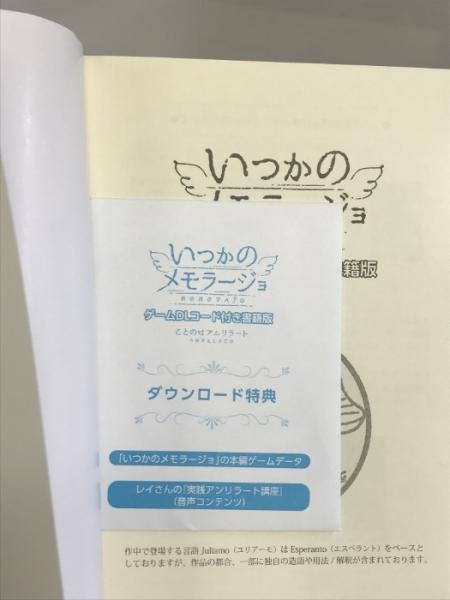 いつかの
メモラージョ
籍版
いつかの
メモラージョ
MEMORAĴO
ゲームDLコード付き書籍版
ことのはアムリラート
AMRILATO
ダウンロード特典
「いつかのメモラージョ」の本編ゲームデータ
レイさんの『実践アンリラート講座』
(音声コンテンツ)
作中で登場する言語 Juliamo (ユリアーモ) は Esperanto (エスペラント) をベースと
しておりますが、作品の都合、一部に独自の造語や用法 / 解釈が含まれております。